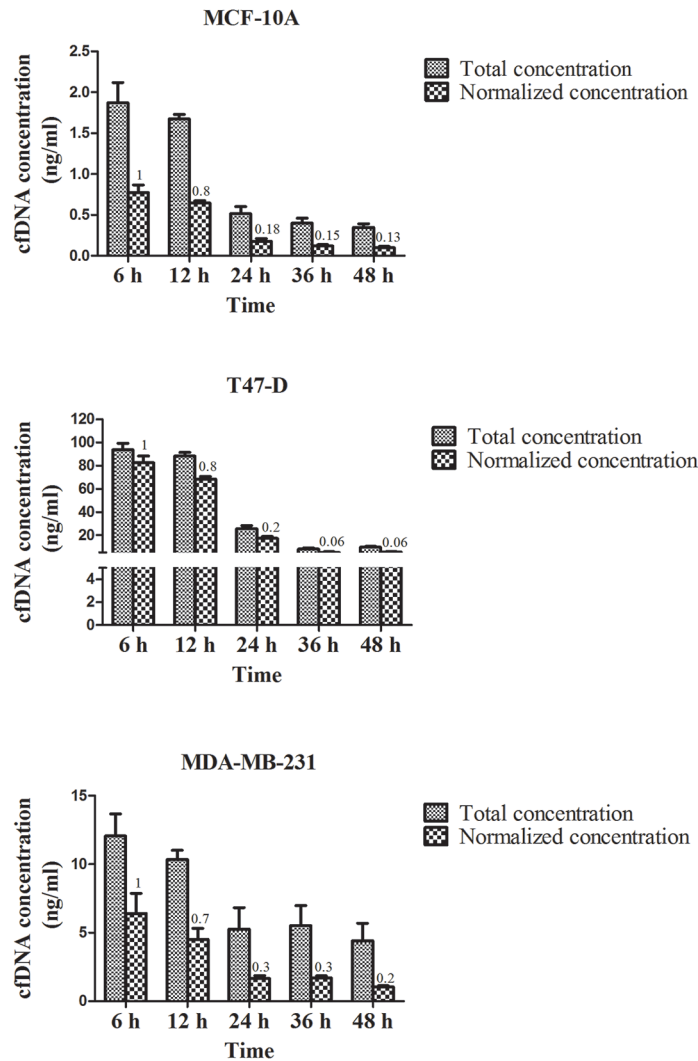 MCF-10A
cfDNA concentration
(ng/ml)
2.5
2.0
1.5
1.0
0.5
0.0
1
0.8
0.18
0.15
0.13
6 h 12 h 24 h 36 h 48 h
Time
Total concentration
Normalized concentration
T47-D
cfDNA concentration
(ng/ml)
120
100
80
60
40
20
4
2
0
1
0.8
0.2
0.06
0.06
6 h 12 h 24 h 36 h 48 h
Time
Total concentration
Normalized concentration
MDA-MB-231
cfDNA concentration
(ng/ml)
15
10
5
0
1
0.7
0.3
0.3
0.2
6 h 12 h 24 h 36 h 48 h
Time
Total concentration
Normalized concentration